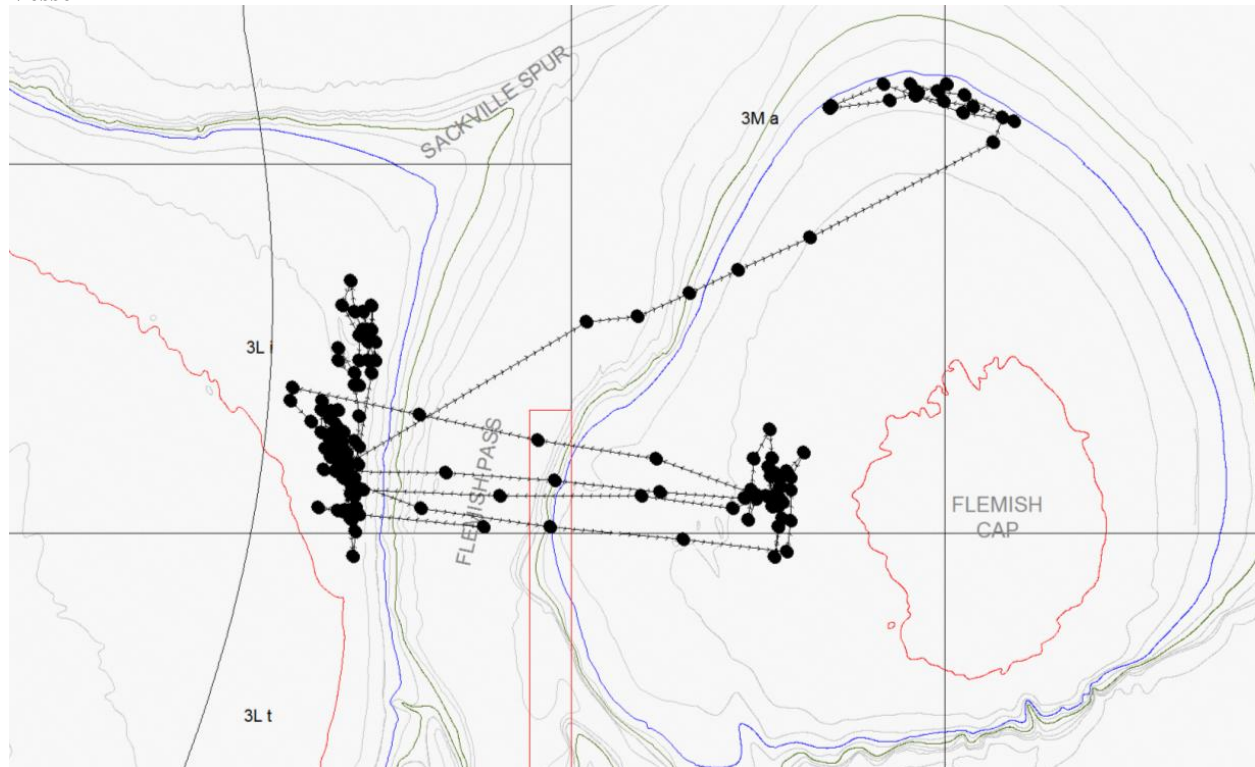 SACKVILLE SPUR
3M a
3L i
FLEMISH PASS
FLEMISH
CAP
3L t